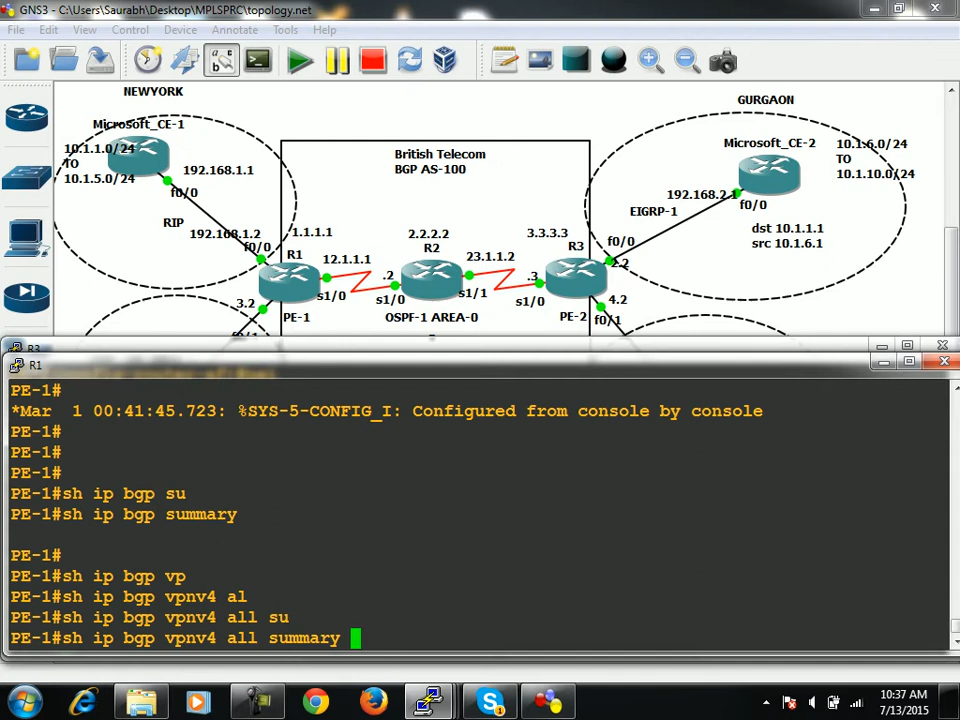 GNS3 - C:\Users\Saurabh\Desktop\MPLSPRC\topology.net
File Edit View Control Device Annotate Tools Help
NEWYORK
Microsoft_CE-1
10.1.1.0/24
TO
10.1.5.0/24
192.168.1.1
f0/0
RIP
192.168.1.2
f0/0
1.1.1.1
R1
12.1.1.1
s1/0
PE-1
3.2
f0/1
British Telecom
BGP AS-100
2.2.2.2
R2
.2
s1/0
23.1.1.2
s1/1
OSPF-1 AREA-0
3.3.3.3
R3
.3
s1/0
PE-2
f0/0
2.2
4.2
f0/1
GURGAON
Microsoft_CE-2
192.168.2.1
f0/0
EIGRP-1
10.1.6.0/24
TO
10.1.10.0/24
dst 10.1.1.1
src 10.1.6.1
R3
R1
PE-1#
*Mar  1 00:41:45.723: %SYS-5-CONFIG_I: Configured from console by console
PE-1#
PE-1#
PE-1#
PE-1#sh ip bgp su
PE-1#sh ip bgp summary
PE-1#
PE-1#sh ip bgp vp
PE-1#sh ip bgp vpnv4 al
PE-1#sh ip bgp vpnv4 all su
PE-1#sh ip bgp vpnv4 all summary
10:37 AM
7/13/2015